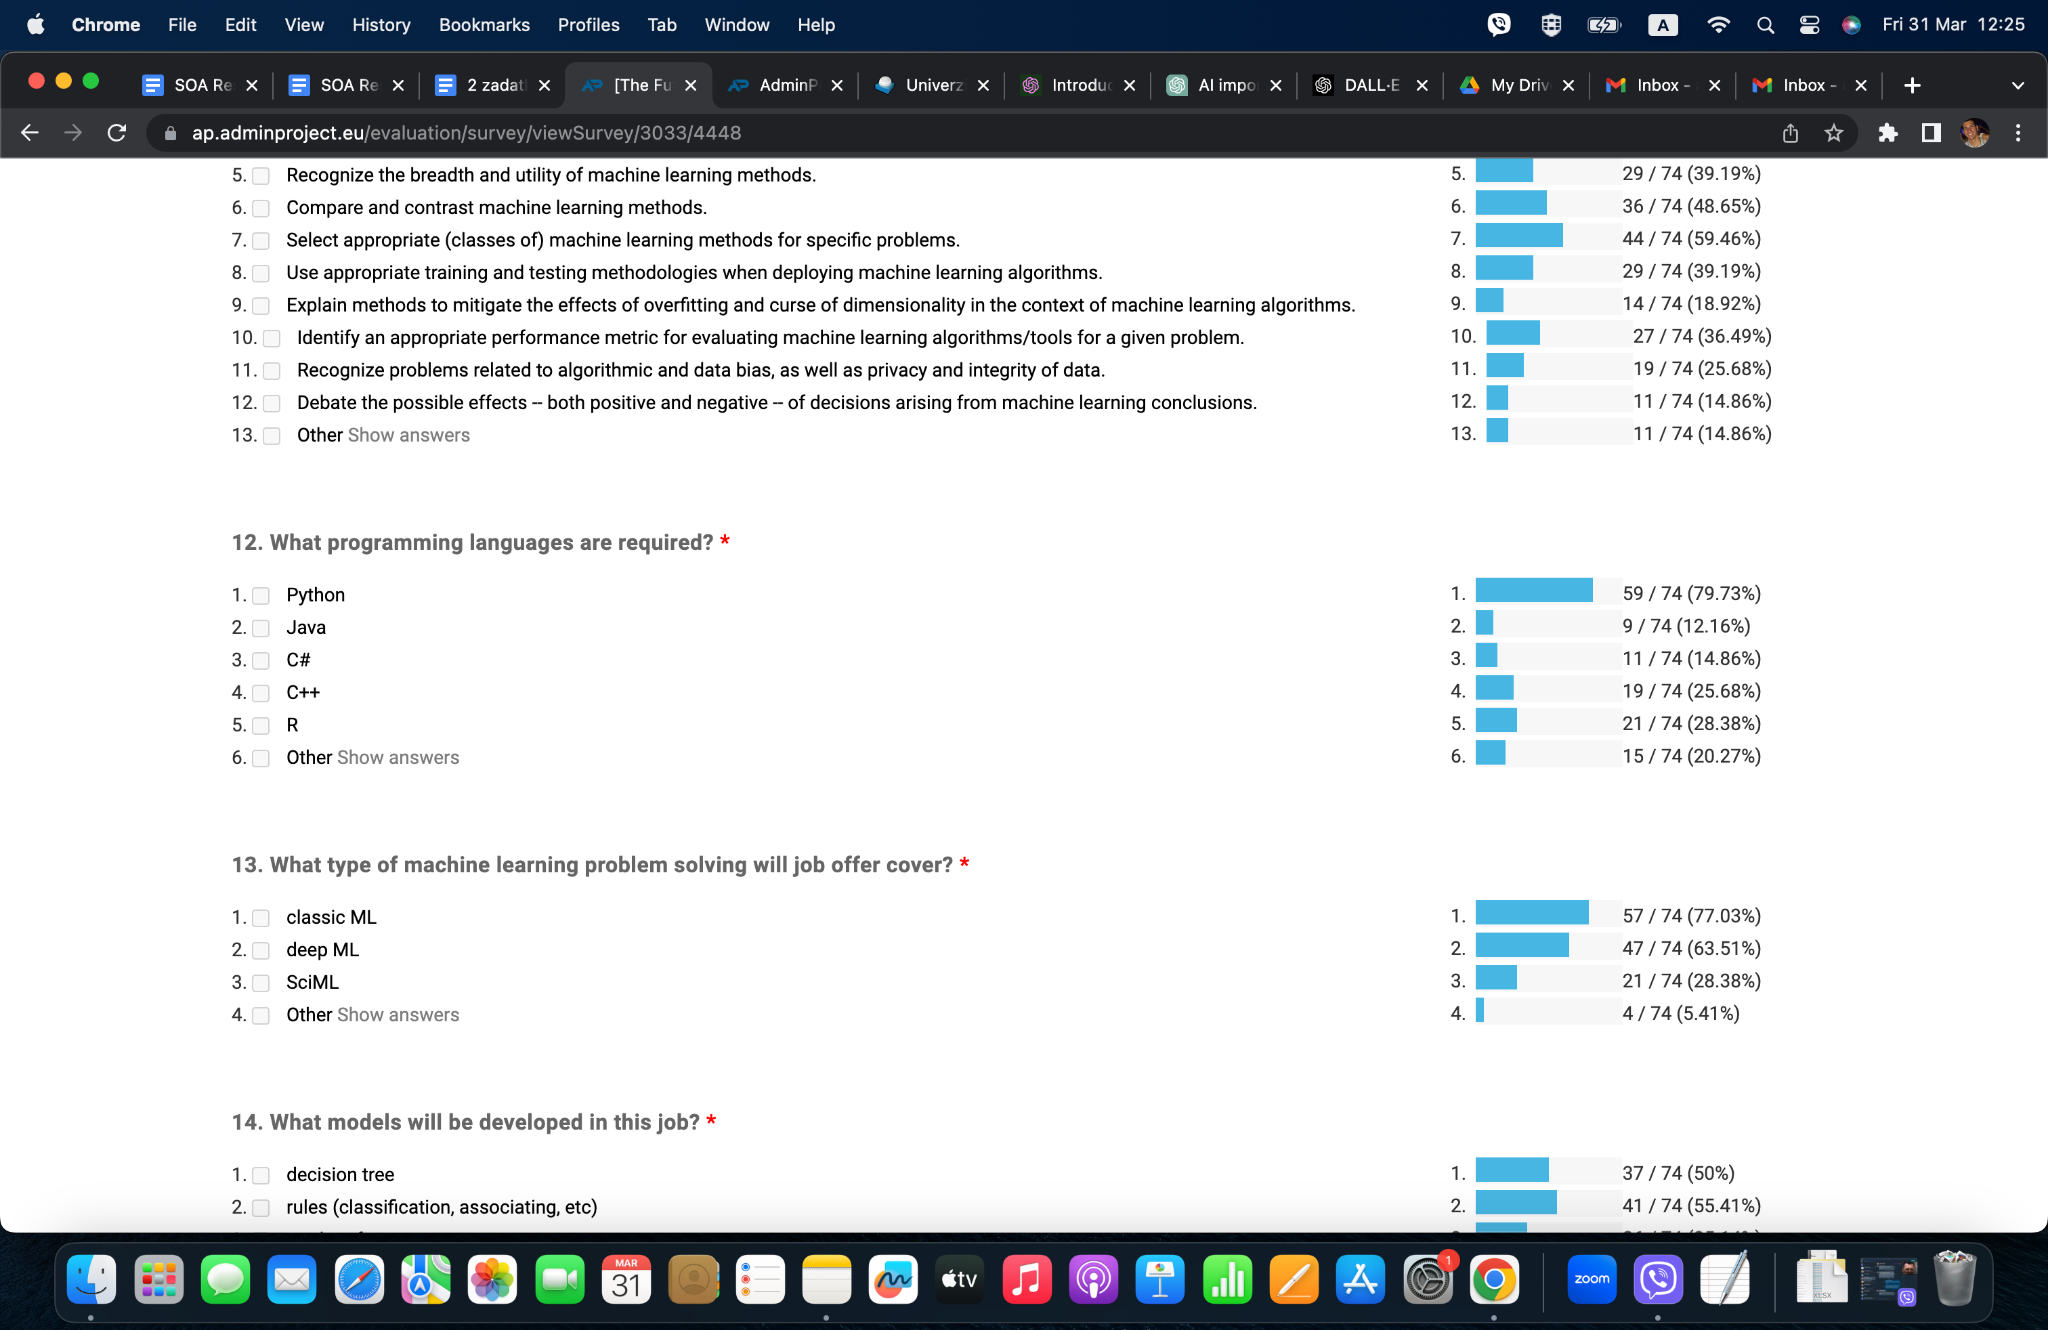 Chrome File Edit View History Bookmarks Profiles Tab Window Help A Fri 31 Mar 12:25
SOA Re SOA Re 2 zadat [The Fu AdminP Univerz Introduc AI impo DALL·E My Driv Inbox - Inbox -
ap.adminproject.eu/evaluation/survey/viewSurvey/3033/4448
5. Recognize the breadth and utility of machine learning methods. 5. 29 / 74 (39.19%)
6. Compare and contrast machine learning methods. 6. 36 / 74 (48.65%)
7. Select appropriate (classes of) machine learning methods for specific problems. 7. 44 / 74 (59.46%)
8. Use appropriate training and testing methodologies when deploying machine learning algorithms. 8. 29 / 74 (39.19%)
9. Explain methods to mitigate the effects of overfitting and curse of dimensionality in the context of machine learning algorithms. 9. 14 / 74 (18.92%)
10. Identify an appropriate performance metric for evaluating machine learning algorithms/tools for a given problem. 10. 27 / 74 (36.49%)
11. Recognize problems related to algorithmic and data bias, as well as privacy and integrity of data. 11. 19 / 74 (25.68%)
12. Debate the possible effects -- both positive and negative -- of decisions arising from machine learning conclusions. 12. 11 / 74 (14.86%)
13. Other Show answers 13. 11 / 74 (14.86%)
12. What programming languages are required? *
1. Python 1. 59 / 74 (79.73%)
2. Java 2. 9 / 74 (12.16%)
3. C# 3. 11 / 74 (14.86%)
4. C++ 4. 19 / 74 (25.68%)
5. R 5. 21 / 74 (28.38%)
6. Other Show answers 6. 15 / 74 (20.27%)
13. What type of machine learning problem solving will job offer cover? *
1. classic ML 1. 57 / 74 (77.03%)
2. deep ML 2. 47 / 74 (63.51%)
3. SciML 3. 21 / 74 (28.38%)
4. Other Show answers 4. 4 / 74 (5.41%)
14. What models will be developed in this job? *
1. decision tree 1. 37 / 74 (50%)
2. rules (classification, associating, etc) 2. 41 / 74 (55.41%)
MAR
31
tv
1
zoom
XLSX